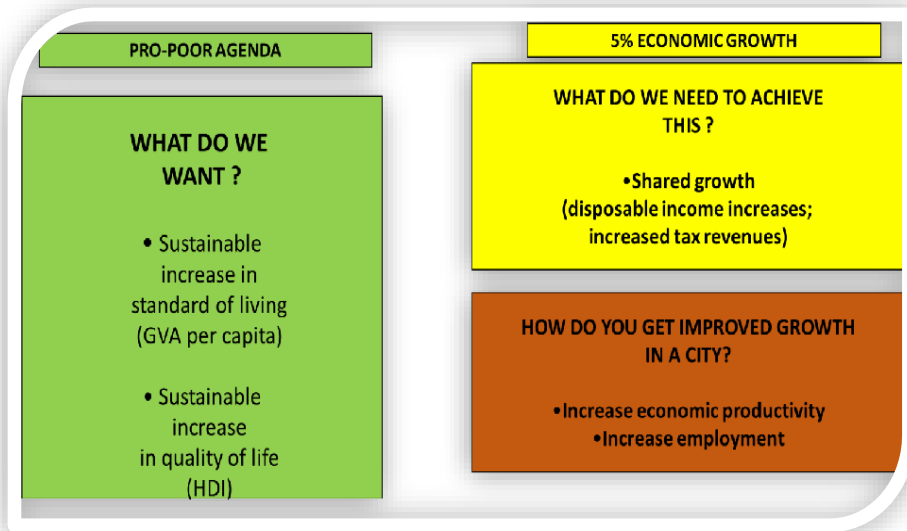 PRO-POOR AGENDA
WHAT DO WE
WANT ?
• Sustainable
increase in
standard of living
(GVA per capita)
• Sustainable
increase
in quality of life
(HDI)
5% ECONOMIC GROWTH
WHAT DO WE NEED TO ACHIEVE
THIS ?
•Shared growth
(disposable income increases;
increased tax revenues)
HOW DO YOU GET IMPROVED GROWTH
IN A CITY?
•Increase economic productivity
•Increase employment